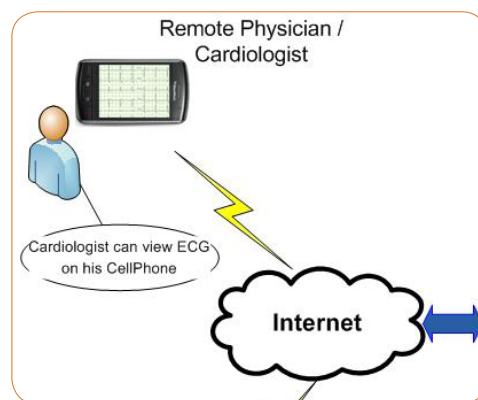 Remote Physician /
Cardiologist
Cardiologist can view ECG
on his CellPhone
Internet